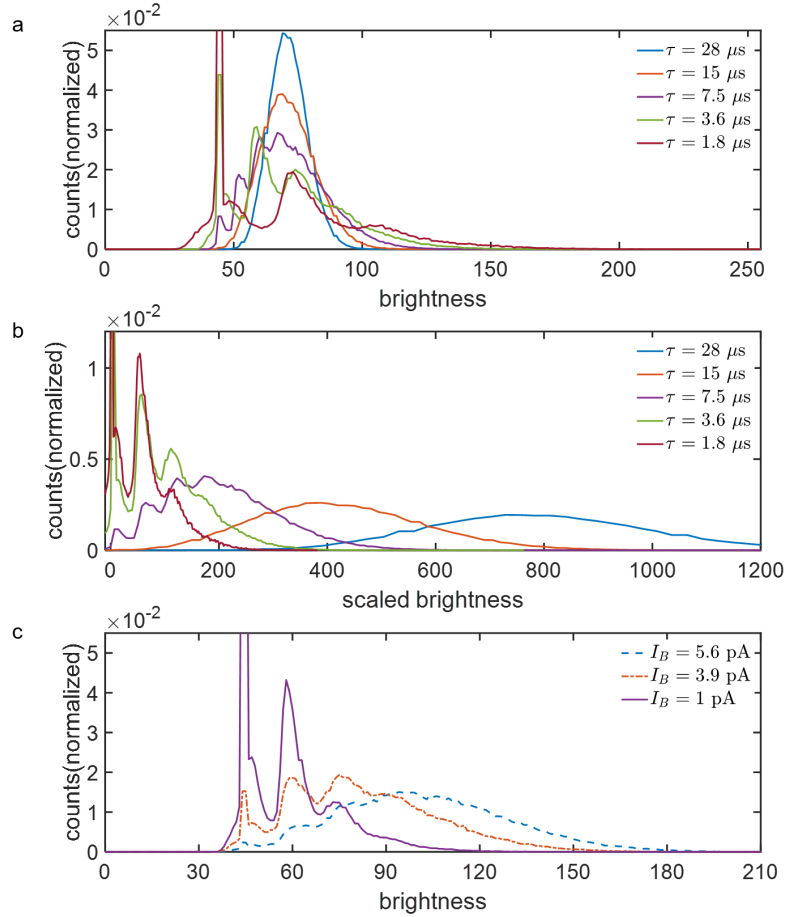 a
×10⁻²
counts(normalized)
5
4
3
2
1
0
τ = 28 μs
τ = 15 μs
τ = 7.5 μs
τ = 3.6 μs
τ = 1.8 μs
0 50 100 150 200 250
brightness
b
×10⁻²
counts(normalized)
1
0.5
0
τ = 28 μs
τ = 15 μs
τ = 7.5 μs
τ = 3.6 μs
τ = 1.8 μs
0 200 400 600 800 1000 1200
scaled brightness
c
×10⁻²
counts(normalized)
5
4
3
2
1
0
I_B = 5.6 pA
I_B = 3.9 pA
I_B = 1 pA
0 30 60 90 120 150 180 210
brightness